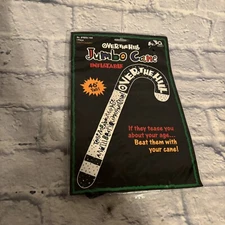 OVER THE HILL
Jumbo Cane
INFLATABLE
46"
OVER THE HILL
If they tease you
about your age...
Beat them with
your cane!